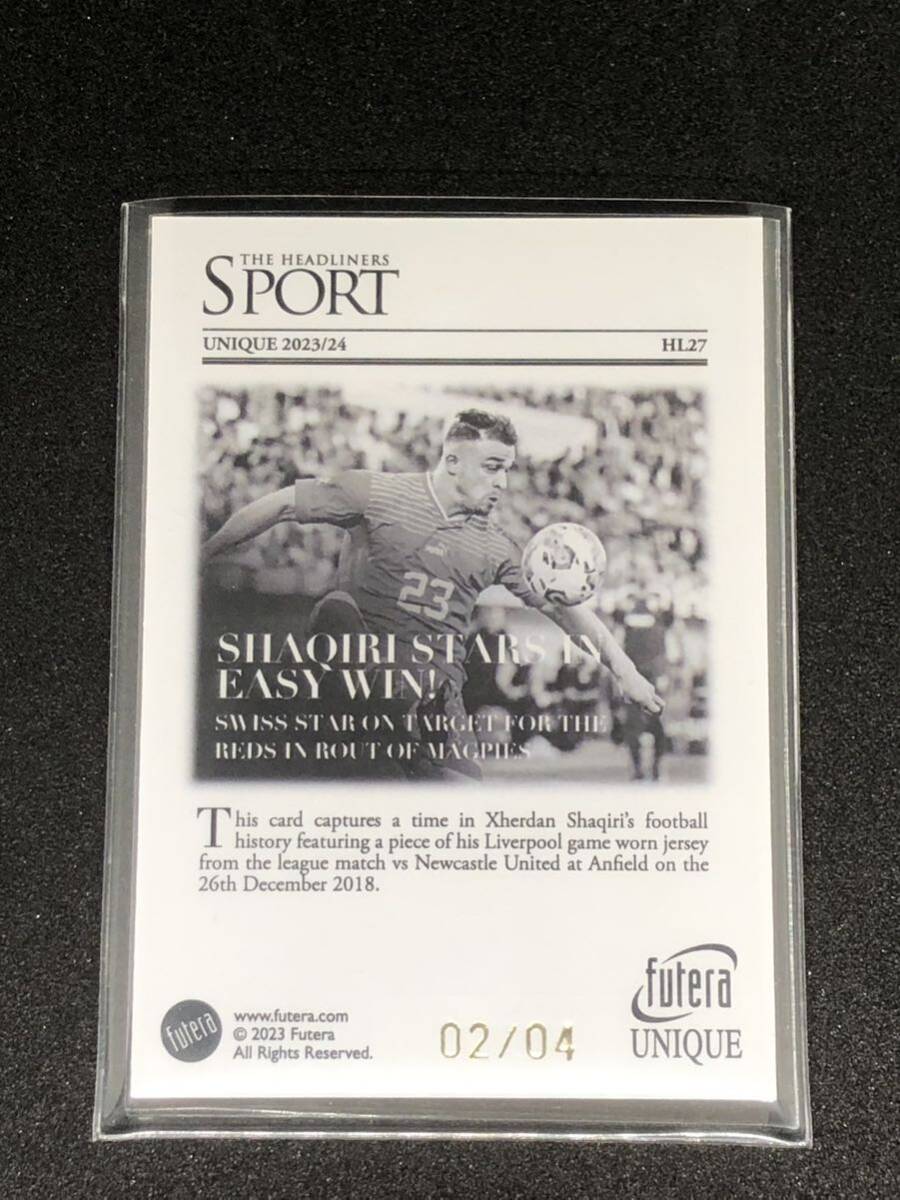 THE HEADLINERS
SPORT
UNIQUE 2023/24 HL27
23
SHAQIRI STARS IN
EASY WIN!
SWISS STAR ON TARGET FOR THE
REDS IN ROUT OF MAGPIES
This card captures a time in Xherdan Shaqiri's football
history featuring a piece of his Liverpool game worn jersey
from the league match vs Newcastle United at Anfield on the
26th December 2018.
futera
www.futera.com
© 2023 Futera
All Rights Reserved.
02/04
futera
UNIQUE